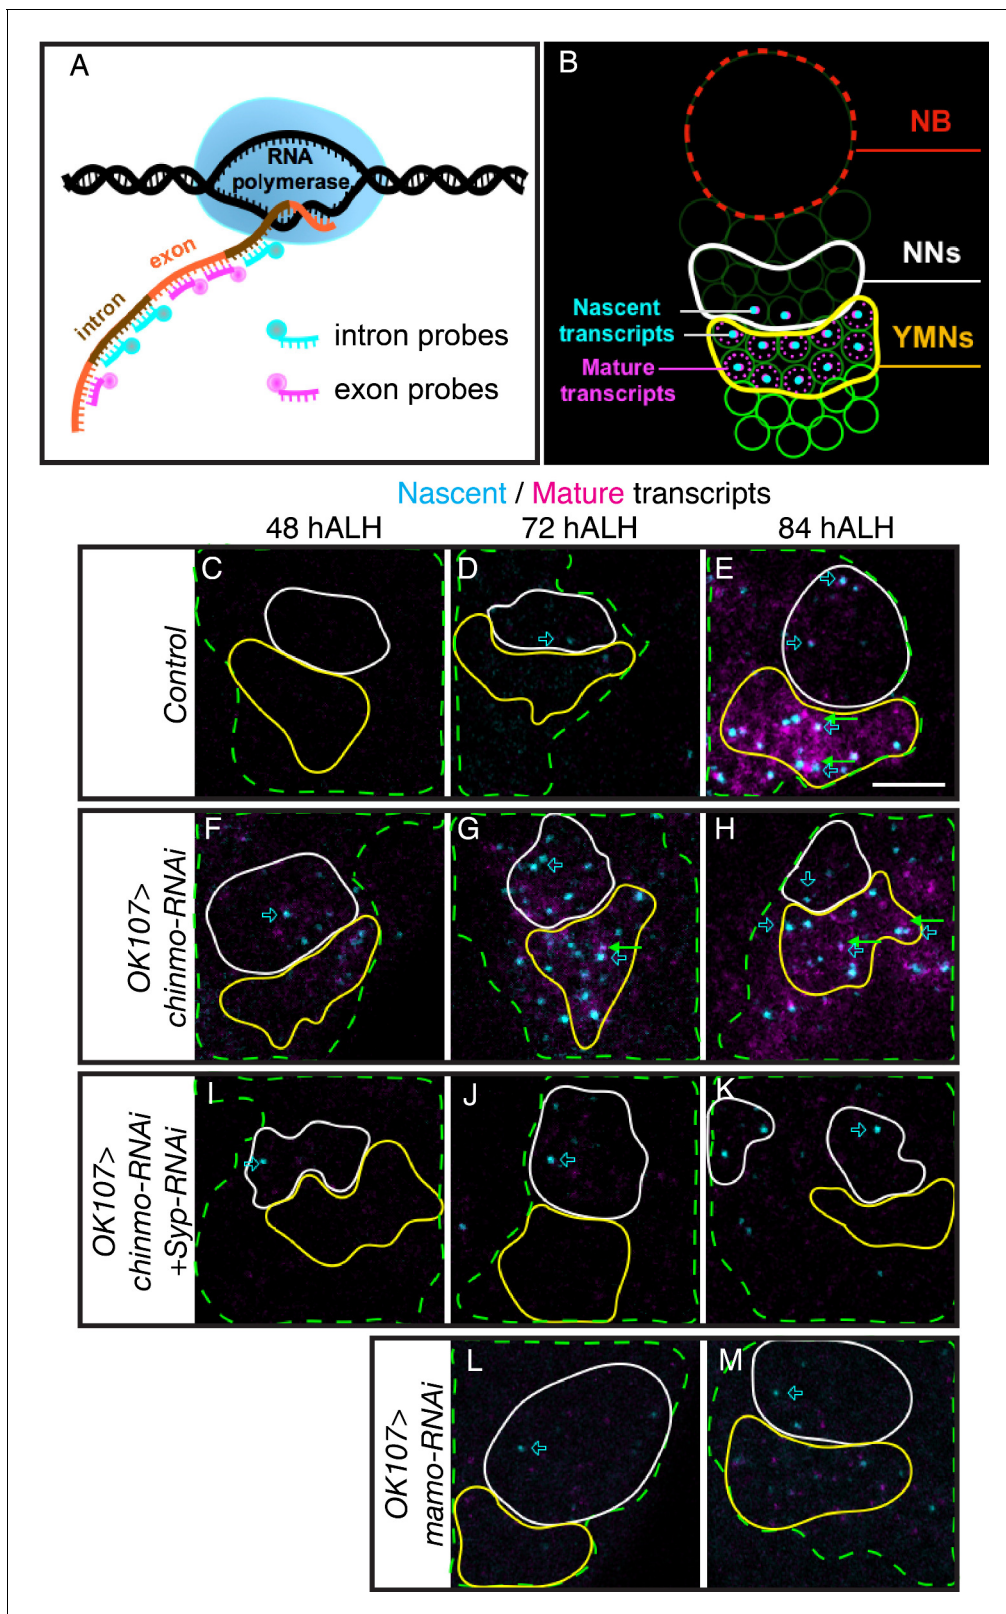 A
RNA
polymerase
exon
intron
intron probes
exon probes
B
NB
NNs
Nascent
transcripts
YMNs
Mature
transcripts
Nascent / Mature transcripts
48 hALH
72 hALH
84 hALH
Control
C
D
E
OK107>
chinmo-RNAi
F
G
H
OK107>
chinmo-RNAi
+Syp-RNAi
I
J
K
OK107>
mamo-RNAi
L
M